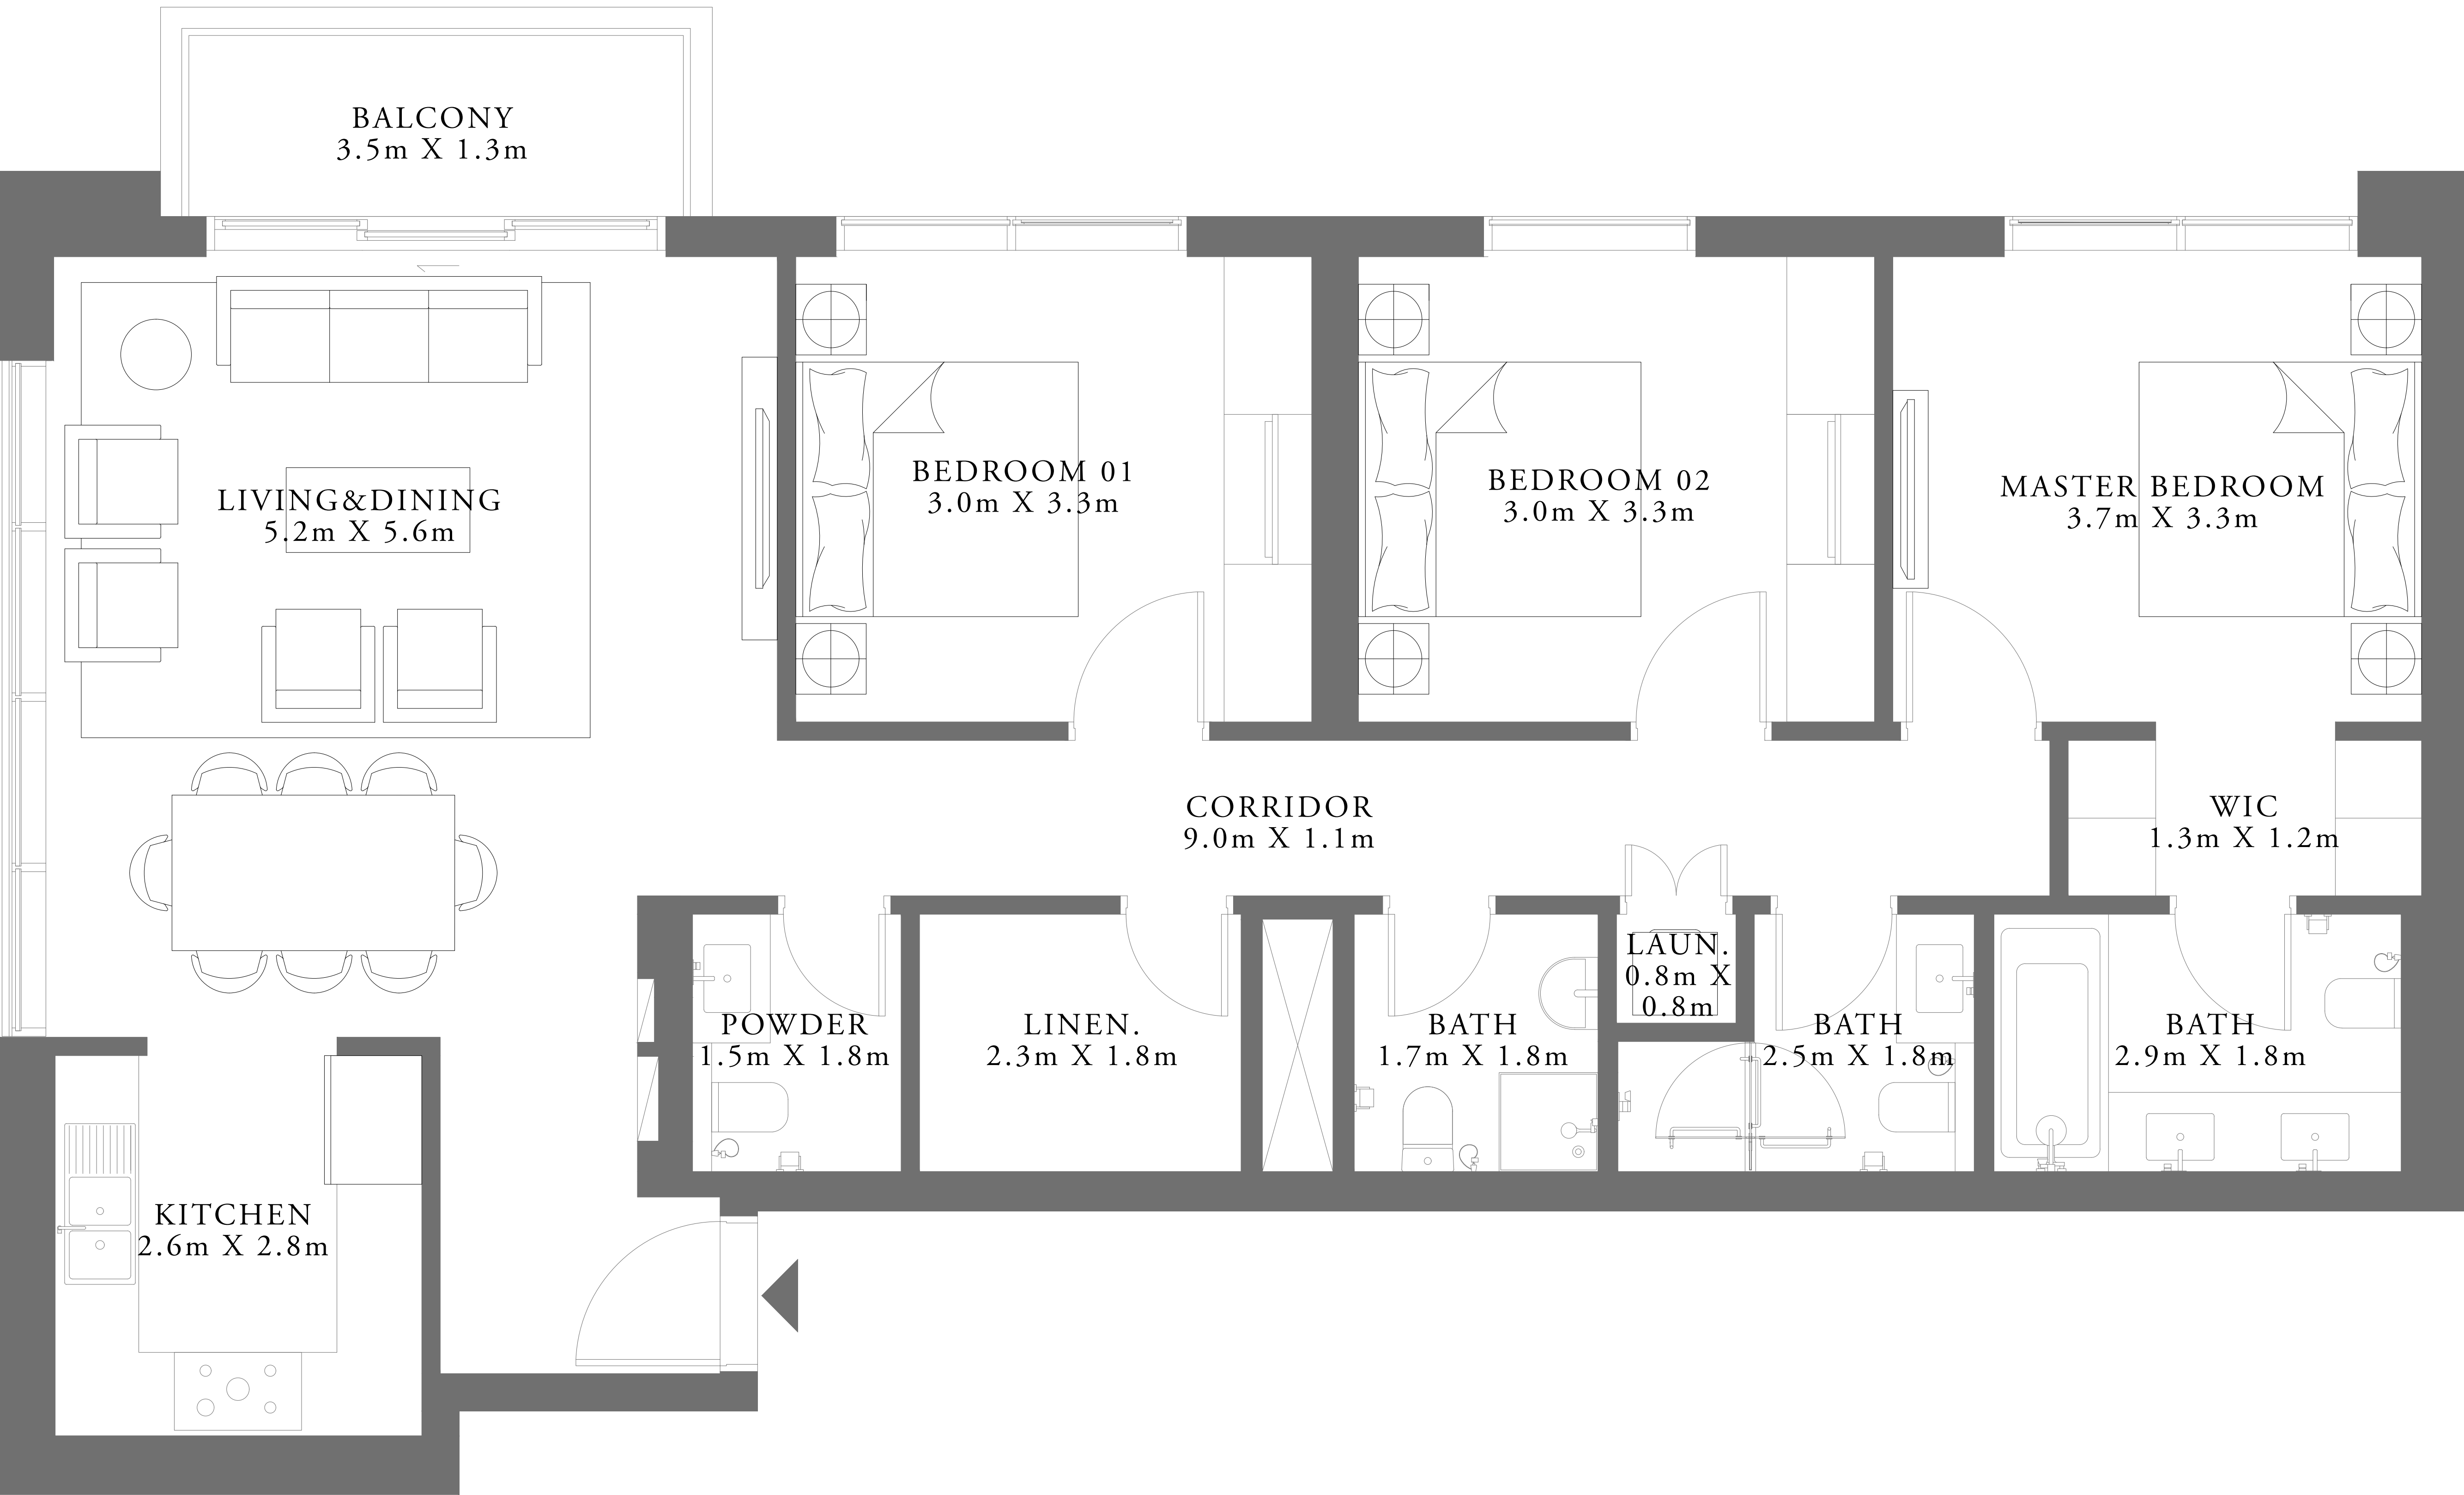 BALCONY
3.5m X 1.3m
LIVING&DINING
5.2m X 5.6m
BEDROOM 01
3.0m X 3.3m
BEDROOM 02
3.0m X 3.3m
MASTER BEDROOM
3.7m X 3.3m
CORRIDOR
9.0m X 1.1m
WIC
1.3m X 1.2m
POWDER
1.5m X 1.8m
LINEN.
2.3m X 1.8m
BATH
1.7m X 1.8m
LAUN.
0.8m X
0.8m
BATH
2.5m X 1.8m
BATH
2.9m X 1.8m
KITCHEN
2.6m X 2.8m